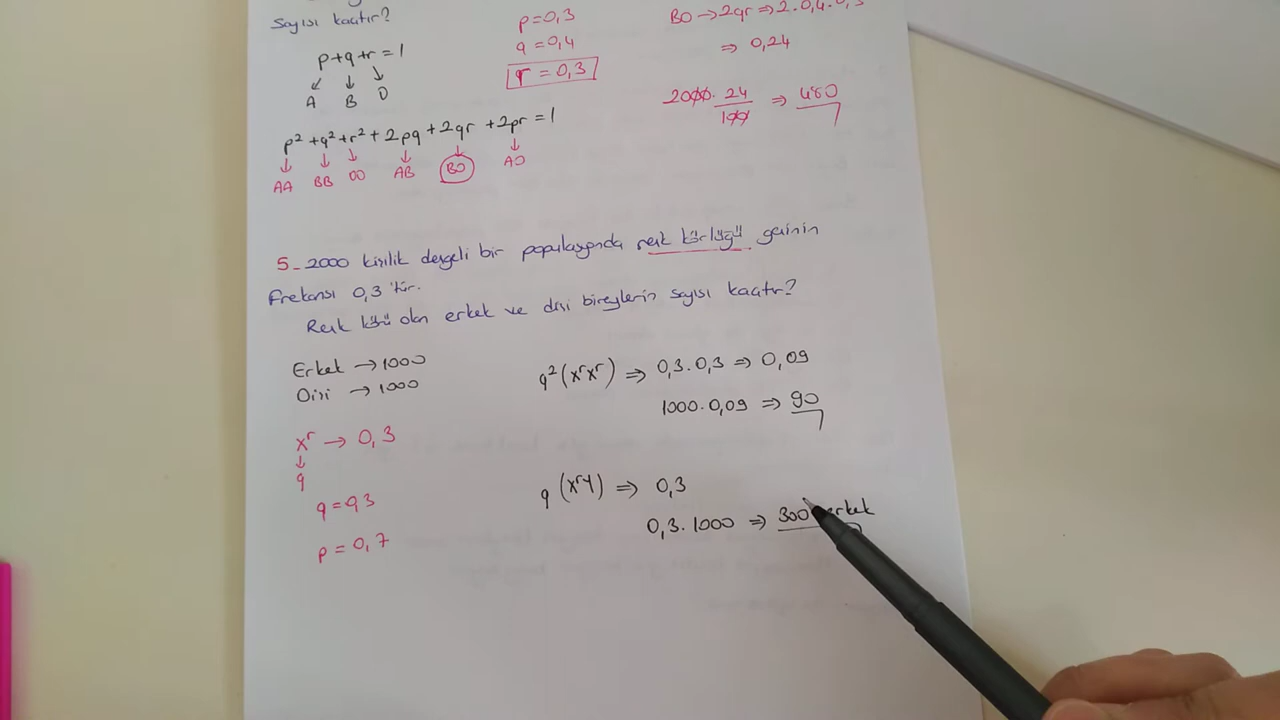 Sayısı kaçtır?
p+q+r=1
A B O
p²+q²+r²+2pq+2qr+2pr=1
AA BB OO AB BO AO
p=0,3
q=0,4
r=0,3
BO→2qr⇒2.0,4.0,3
⇒0,24
2000.24/100⇒480
5-2000 kişilik dengeli bir populasyonda renk körlüğü geninin
frekansı 0,3'tür.
Renk körü olan erkek ve dişi bireylerin sayısı kaçtır?
Erkek→1000
Dişi→1000
xʳ→0,3
q
q=0,3
p=0,7
q²(xʳxʳ)⇒0,3.0,3⇒0,09
1000.0,09⇒90
q(xʳy)⇒0,3
0,3.1000⇒300 erkek